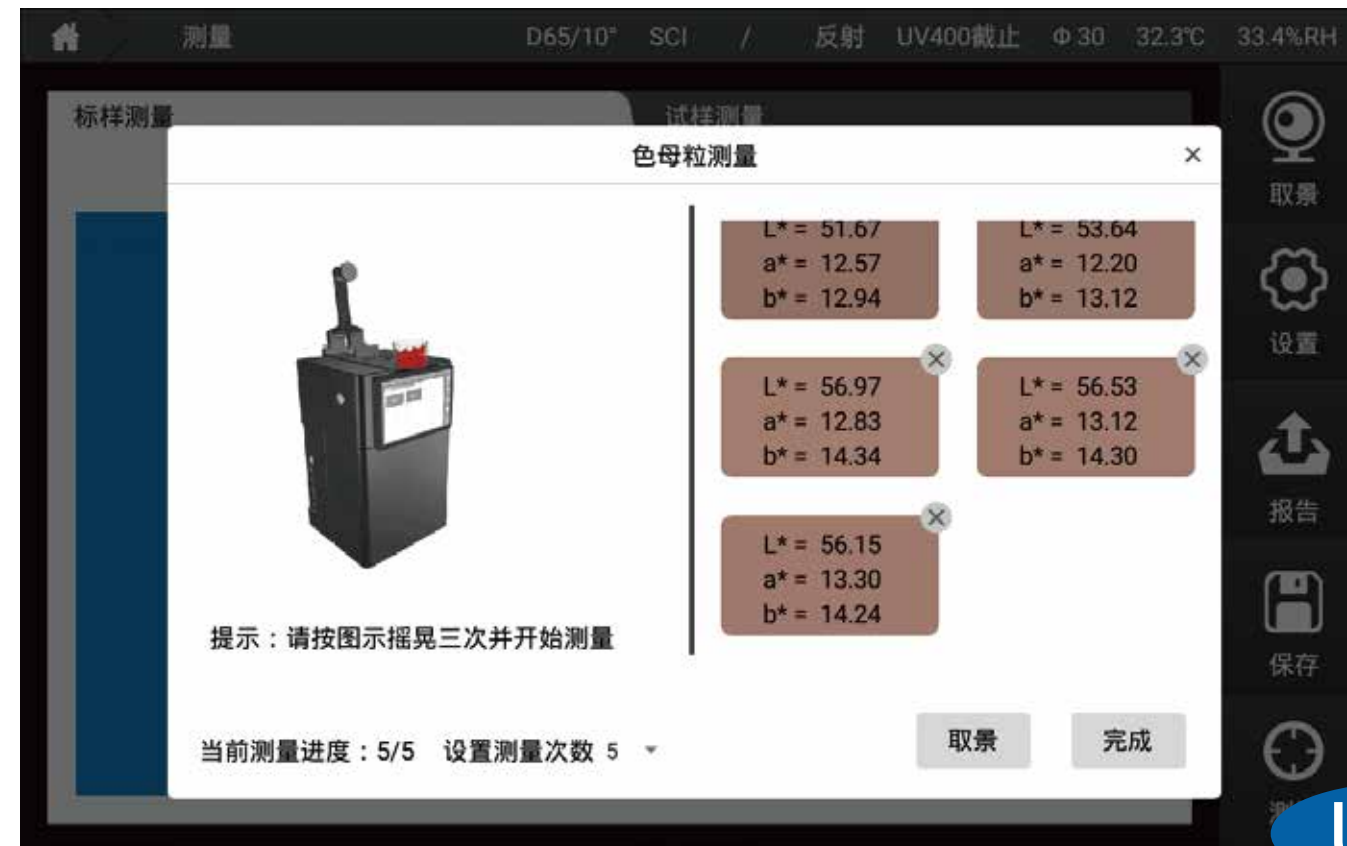 测量 D65/10° SCI / 反射 UV400截止 Φ30 32.3℃ 33.4%RH
标样测量 试样测量
色母粒测量
L* = 51.67
a* = 12.57
b* = 12.94
L* = 53.64
a* = 12.20
b* = 13.12
L* = 56.97
a* = 12.83
b* = 14.34
L* = 56.53
a* = 13.12
b* = 14.30
L* = 56.15
a* = 13.30
b* = 14.24
提示：请按图示摇晃三次并开始测量
当前测量进度：5/5 设置测量次数 5
取景 完成
取景
设置
报告
保存